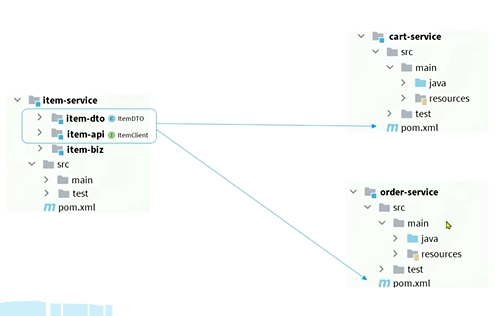 item-service
item-dto C ItemDTO
item-api I ItemClient
item-biz
src
main
test
pom.xml
cart-service
src
main
java
resources
test
pom.xml
order-service
src
main
java
resources
test
pom.xml